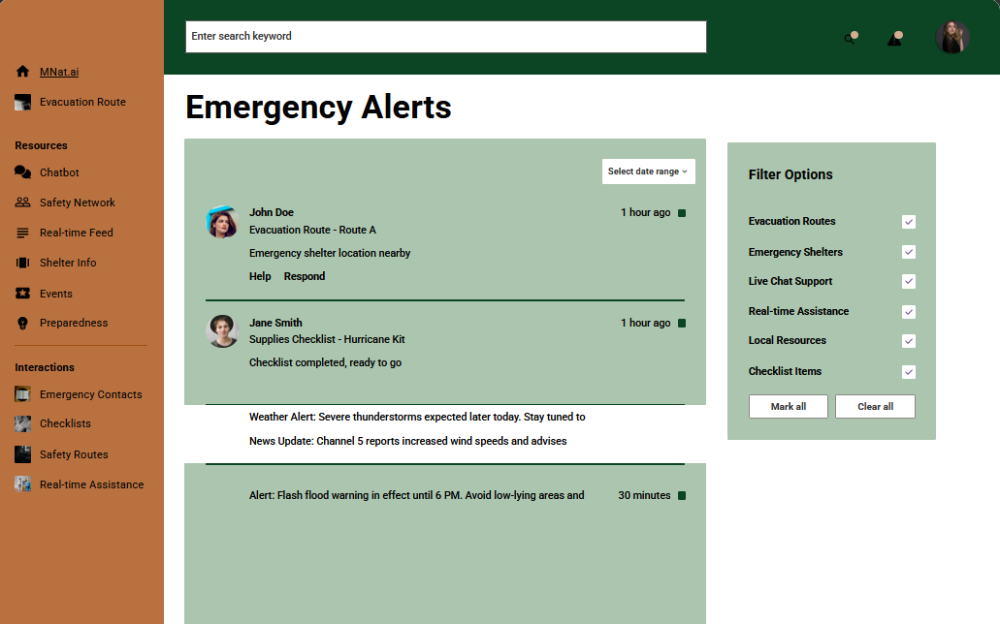 Enter search keyword
MNat.ai
Evacuation Route
Resources
Chatbot
Safety Network
Real-time Feed
Shelter Info
Events
Preparedness
Interactions
Emergency Contacts
Checklists
Safety Routes
Real-time Assistance
Emergency Alerts
Select date range
John Doe
1 hour ago
Evacuation Route - Route A
Emergency shelter location nearby
Help Respond
Jane Smith
1 hour ago
Supplies Checklist - Hurricane Kit
Checklist completed, ready to go
Weather Alert: Severe thunderstorms expected later today. Stay tuned to
News Update: Channel 5 reports increased wind speeds and advises
Alert: Flash flood warning in effect until 6 PM. Avoid low-lying areas and
30 minutes
Filter Options
Evacuation Routes
Emergency Shelters
Live Chat Support
Real-time Assistance
Local Resources
Checklist Items
Mark all
Clear all